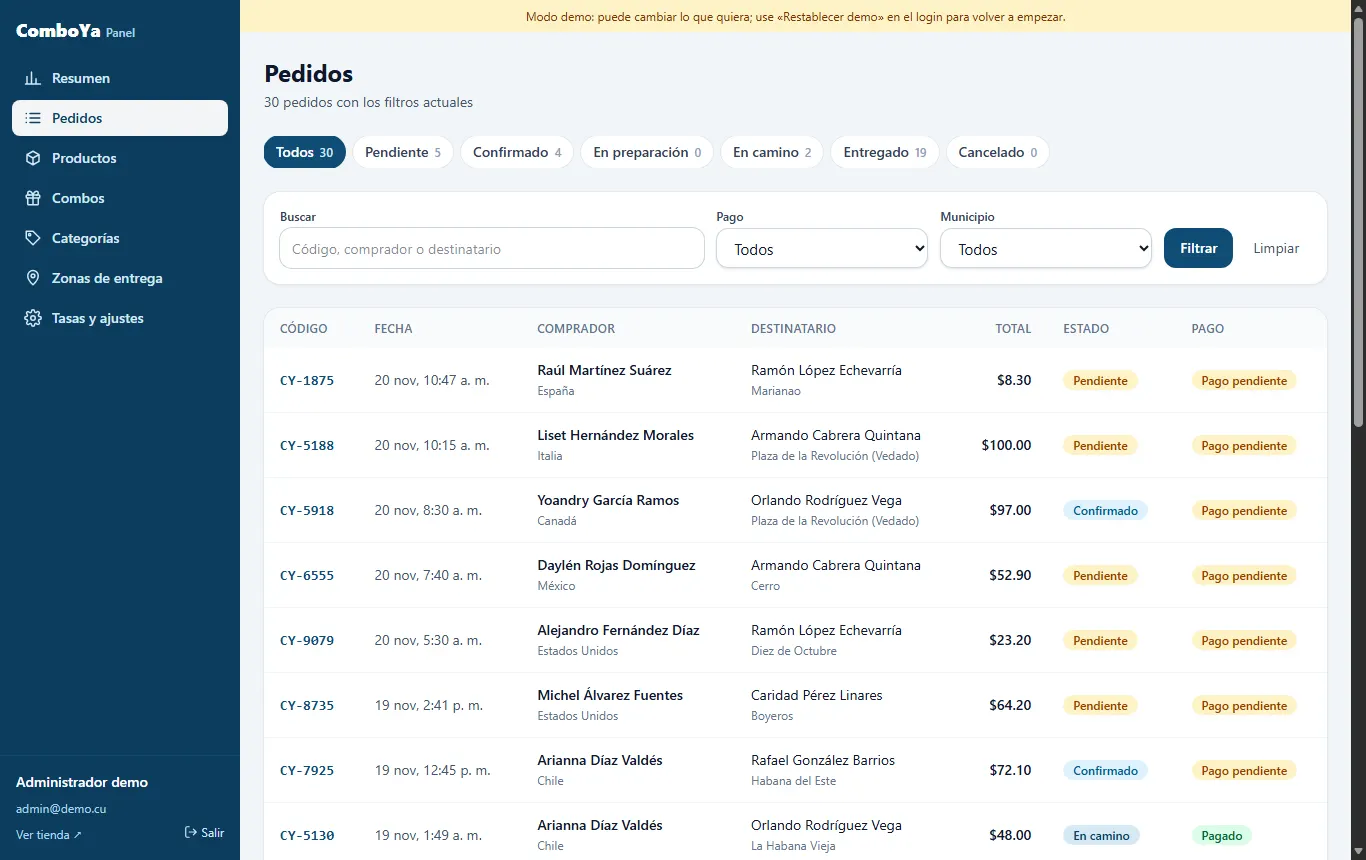 ComboYa Panel
Resumen
Pedidos
Productos
Combos
Categorías
Zonas de entrega
Tasas y ajustes
Administrador demo
admin@demo.cu
Ver tienda ↗
Salir
Modo demo: puede cambiar lo que quiera; use «Restablecer demo» en el login para volver a empezar.
Pedidos
30 pedidos con los filtros actuales
Todos 30 Pendiente 5 Confirmado 4 En preparación 0 En camino 2 Entregado 19 Cancelado 0
Buscar Pago Municipio
Código, comprador o destinatario Todos Todos Filtrar Limpiar
CÓDIGO FECHA COMPRADOR DESTINATARIO TOTAL ESTADO PAGO
CY-1875 20 nov, 10:47 a. m. Raúl Martínez Suárez Ramón López Echevarría $8.30 Pendiente Pago pendiente
España Marianao
CY-5188 20 nov, 10:15 a. m. Liset Hernández Morales Armando Cabrera Quintana $100.00 Pendiente Pago pendiente
Italia Plaza de la Revolución (Vedado)
CY-5918 20 nov, 8:30 a. m. Yoandry García Ramos Orlando Rodríguez Vega $97.00 Confirmado Pago pendiente
Canadá Plaza de la Revolución (Vedado)
CY-6555 20 nov, 7:40 a. m. Daylén Rojas Domínguez Armando Cabrera Quintana $52.90 Pendiente Pago pendiente
México Cerro
CY-9079 20 nov, 5:30 a. m. Alejandro Fernández Díaz Ramón López Echevarría $23.20 Pendiente Pago pendiente
Estados Unidos Diez de Octubre
CY-8735 19 nov, 2:41 p. m. Michel Álvarez Fuentes Caridad Pérez Linares $64.20 Pendiente Pago pendiente
Estados Unidos Boyeros
CY-7925 19 nov, 12:45 p. m. Arianna Díaz Valdés Rafael González Barrios $72.10 Confirmado Pago pendiente
Chile Habana del Este
CY-5130 19 nov, 1:49 a. m. Arianna Díaz Valdés Orlando Rodríguez Vega $48.00 En camino Pagado
Chile La Habana Vieja